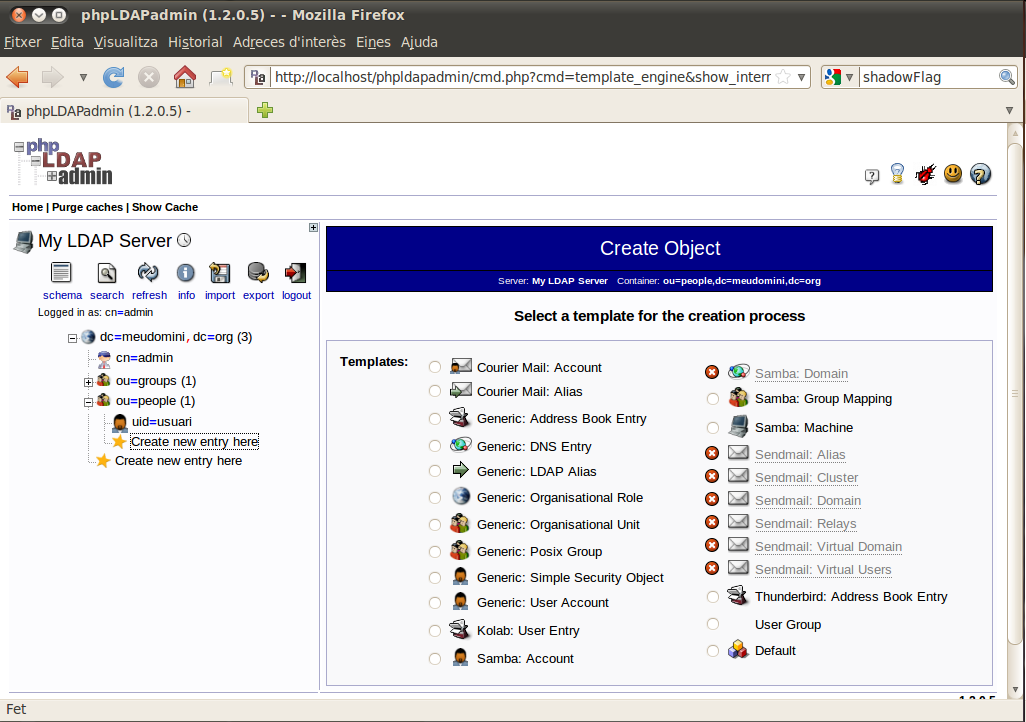 phpLDAPadmin (1.2.0.5) - - Mozilla Firefox
Fitxer Edita Visualitza Historial Adreces d'interès Eines Ajuda
http://localhost/phpldapadmin/cmd.php?cmd=template_engine&show_interr
shadowFlag
phpLDAPadmin (1.2.0.5) -
php
LDAP
admin
Home | Purge caches | Show Cache
My LDAP Server
schema search refresh info import export logout
Logged in as: cn=admin
dc=meudomini, dc=org (3)
cn=admin
ou=groups (1)
ou=people (1)
uid=usuari
Create new entry here
Create new entry here
Create Object
Server: My LDAP Server Container: ou=people,dc=meudomini,dc=org
Select a template for the creation process
Templates:
Courier Mail: Account
Courier Mail: Alias
Generic: Address Book Entry
Generic: DNS Entry
Generic: LDAP Alias
Generic: Organisational Role
Generic: Organisational Unit
Generic: Posix Group
Generic: Simple Security Object
Generic: User Account
Kolab: User Entry
Samba: Account
Samba: Domain
Samba: Group Mapping
Samba: Machine
Sendmail: Alias
Sendmail: Cluster
Sendmail: Domain
Sendmail: Relays
Sendmail: Virtual Domain
Sendmail: Virtual Users
Thunderbird: Address Book Entry
User Group
Default
1.2.0.5
Fet